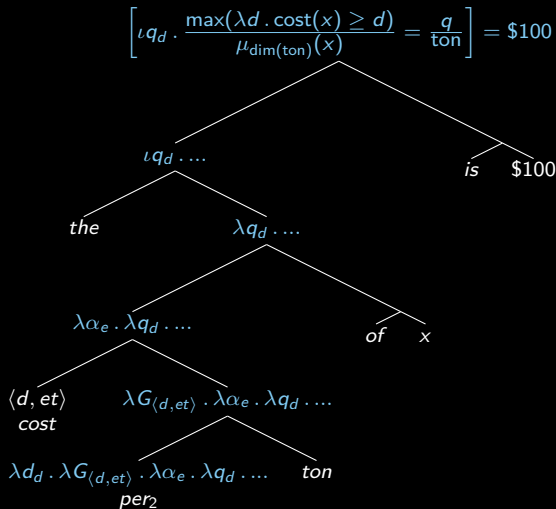 [ιq_d . max(λd . cost(x) ≥ d) / μ_dim(ton)(x) = q / ton] = $100
ιq_d . ...
is $100
the λq_d . ...
λα_e . λq_d . ...
of x
⟨d, et⟩ λG_⟨d,et⟩ . λα_e . λq_d . ...
cost
λd_d . λG_⟨d,et⟩ . λα_e . λq_d . ... ton
per₂